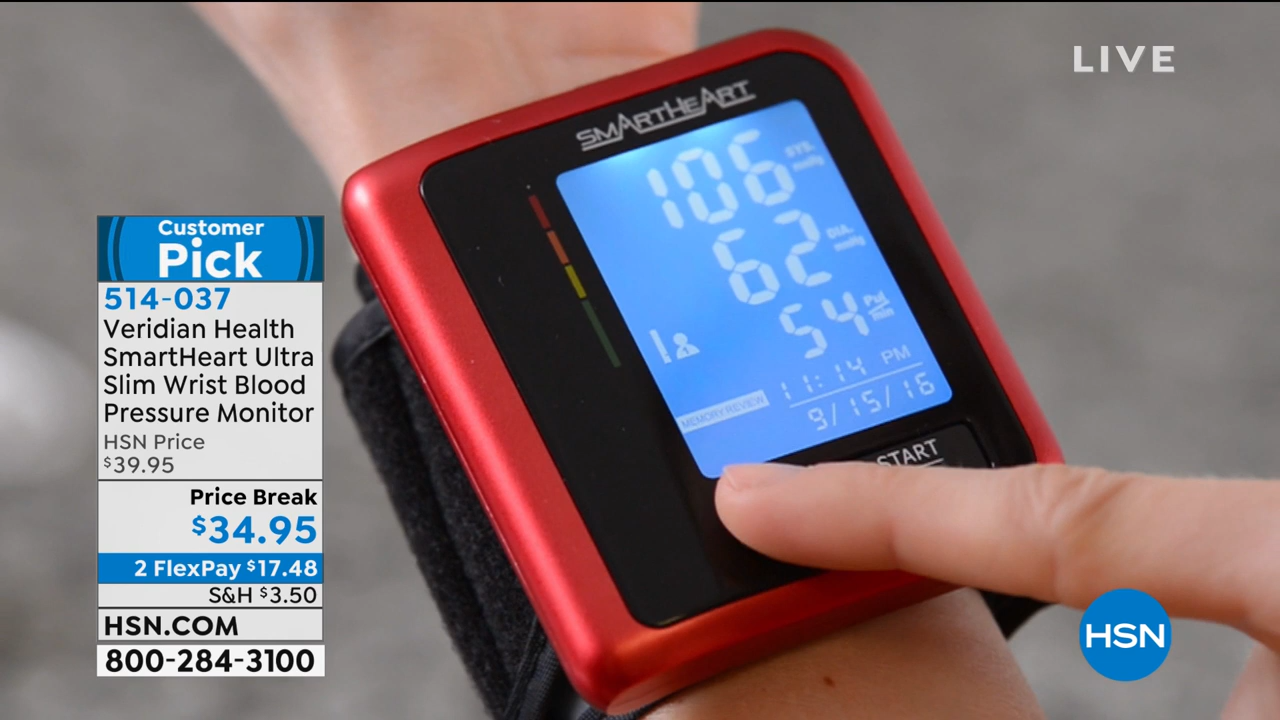 LIVE
SMARTHEART
106 SYS. mmHg
62 DIA. mmHg
54 Pul. /min
11:14 PM
MEMORY REVIEW
9/15/16
START
Customer
Pick
514-037
Veridian Health
SmartHeart Ultra
Slim Wrist Blood
Pressure Monitor
HSN Price
$39.95
Price Break
$34.95
2 FlexPay $17.48
S&H $3.50
HSN.COM
800-284-3100
HSN